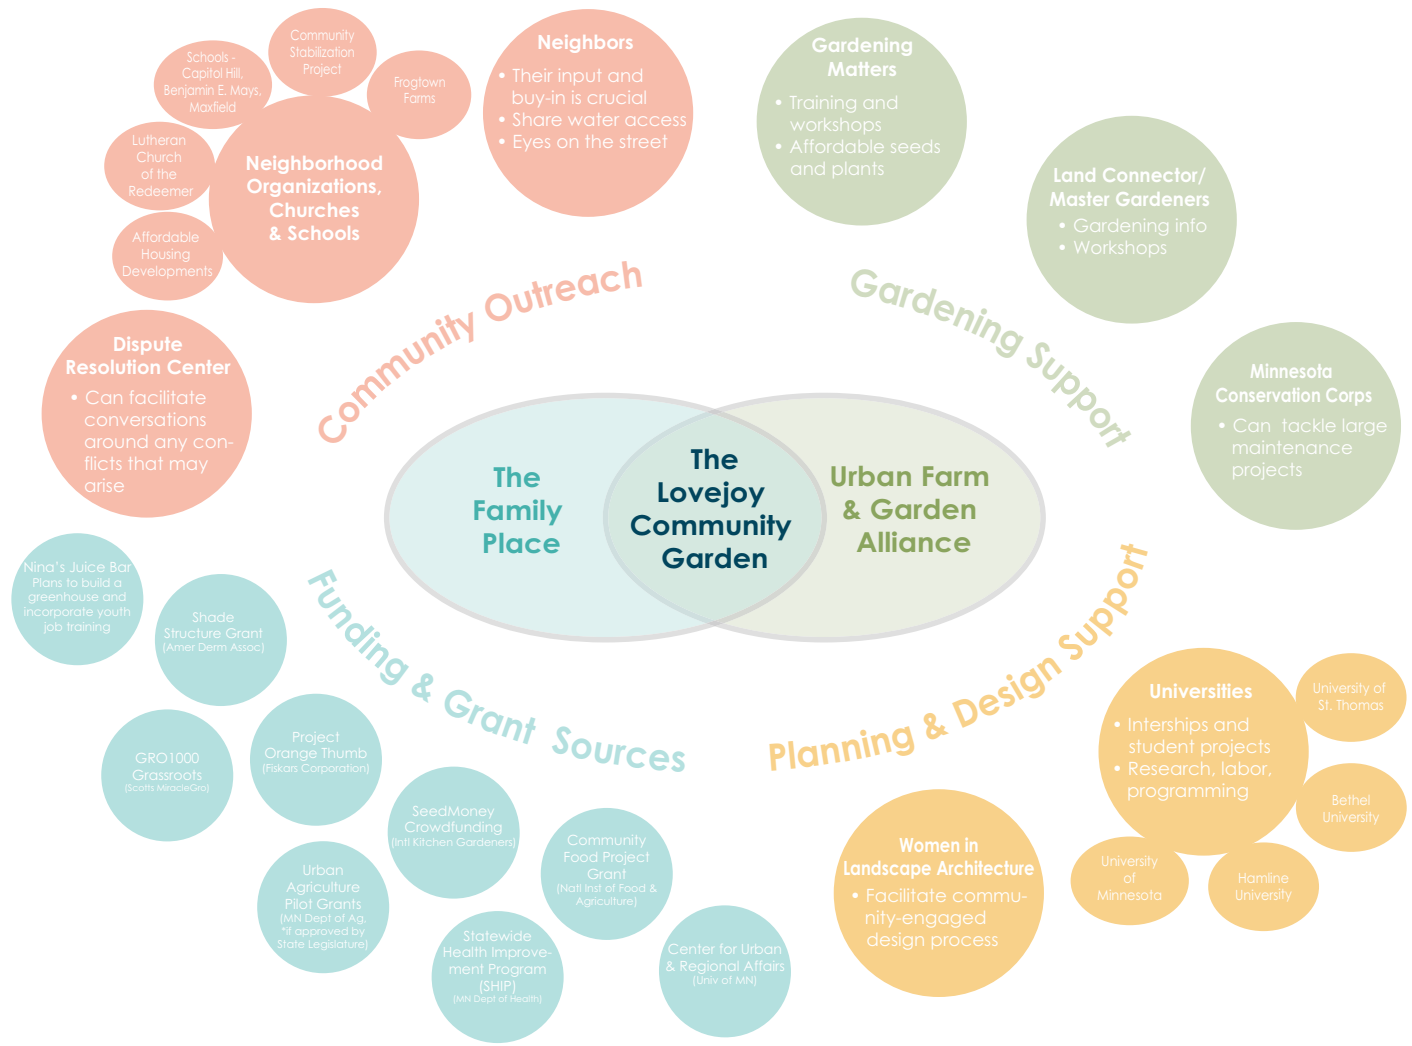 Community
Stabilization
Project
Schools -
Capitol Hill,
Benjamin E. Mays,
Maxfield
Frogtown
Farms
Lutheran
Church
of the
Redeemer
Affordable
Housing
Developments
Neighborhood
Organizations,
Churches
& Schools
Neighbors
• Their input and
buy-in is crucial
• Share water access
• Eyes on the street
Dispute
Resolution Center
• Can facilitate
conversations
around any con-
flicts that may
arise
Community Outreach
Gardening
Matters
• Training and
workshops
• Affordable seeds
and plants
Land Connector/
Master Gardeners
• Gardening info
• Workshops
Minnesota
Conservation Corps
• Can tackle large
maintenance
projects
Gardening Support
The
Family
Place
The
Lovejoy
Community
Garden
Urban Farm
& Garden
Alliance
Funding & Grant Sources
Nina's Juice Bar
Plans to build a
greenhouse and
incorporate youth
job training
Shade
Structure Grant
(Amer Derm Assoc)
GRO1000
Grassroots
(Scotts MiracleGro)
Project
Orange Thumb
(Fiskars Corporation)
SeedMoney
Crowdfunding
(Intl Kitchen Gardeners)
Urban
Agriculture
Pilot Grants
(MN Dept of Ag.
*if approved by
State Legislature)
Community
Food Project
Grant
(Natl Inst of Food &
Agriculture)
Statewide
Health Improve-
ment Program
(SHIP)
(MN Dept of Health)
Center for Urban
& Regional Affairs
(Univ of MN)
Planning & Design Support
Universities
• Interships and
student projects
• Research, labor,
programming
University of
St. Thomas
Bethel
University
Hamline
University
University
of
Minnesota
Women in
Landscape Architecture
• Facilitate commu-
nity-engaged
design process